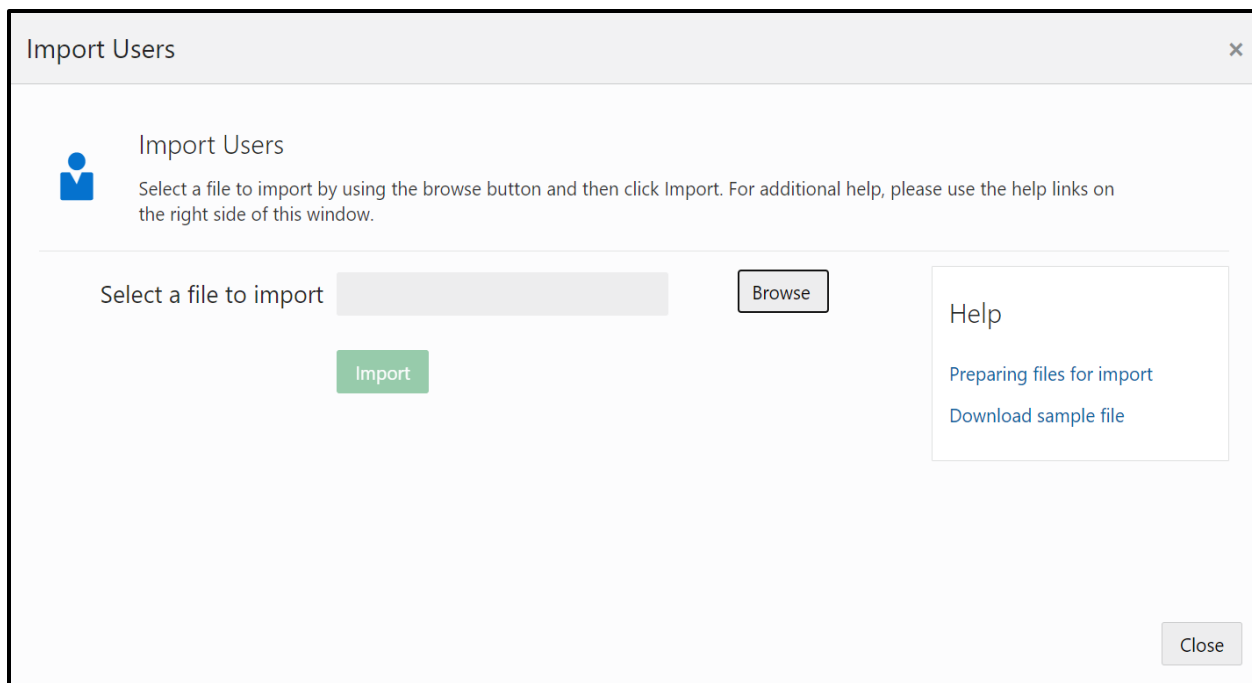 Import Users
×
Import Users
Select a file to import by using the browse button and then click Import. For additional help, please use the help links on
the right side of this window.
Select a file to import
Browse
Import
Help
Preparing files for import
Download sample file
Close